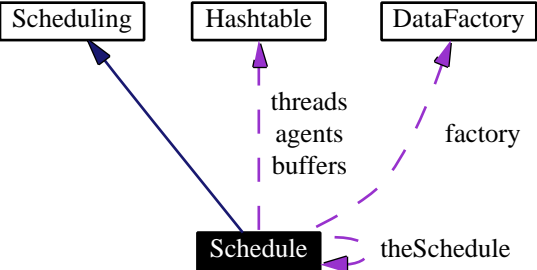 Scheduling
Hashtable
DataFactory
threads
agents
buffers
factory
Schedule
theSchedule